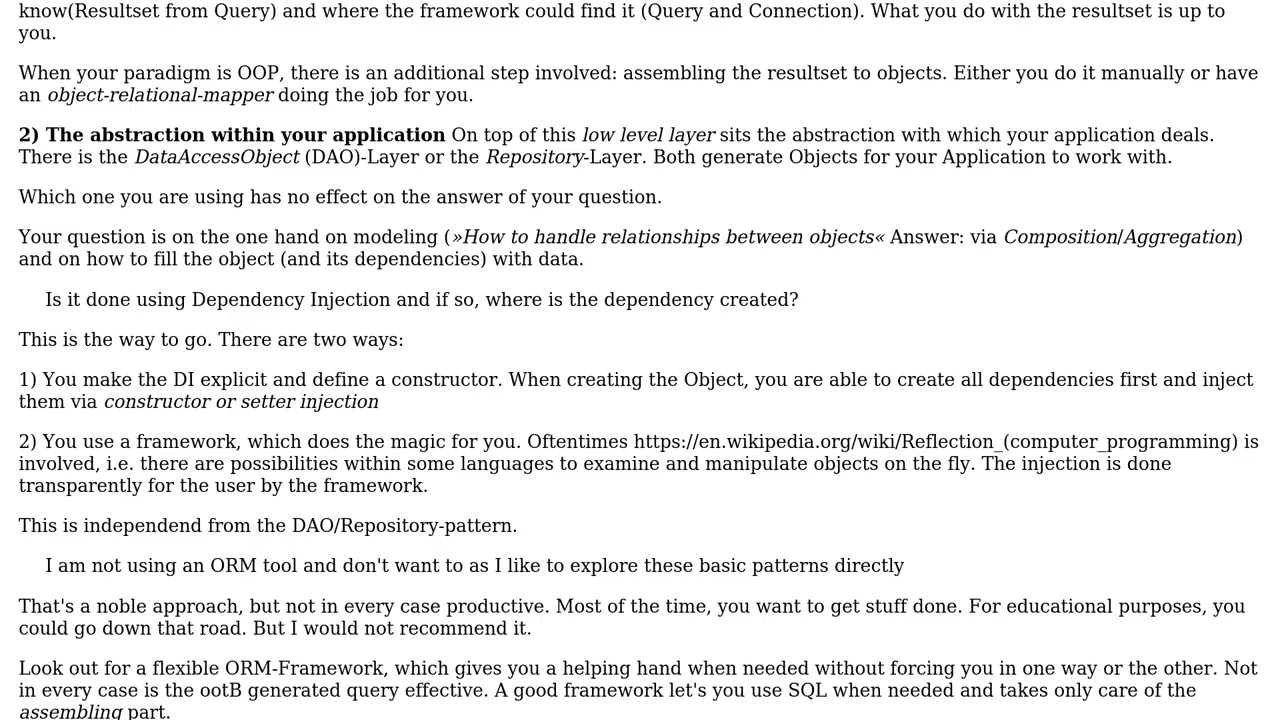 know(Resultset from Query) and where the framework could find it (Query and Connection). What you do with the resultset is up to
you.
When your paradigm is OOP, there is an additional step involved: assembling the resultset to objects. Either you do it manually or have
an object-relational-mapper doing the job for you.
2) The abstraction within your application On top of this low level layer sits the abstraction with which your application deals.
There is the DataAccessObject (DAO)-Layer or the Repository-Layer. Both generate Objects for your Application to work with.
Which one you are using has no effect on the answer of your question.
Your question is on the one hand on modeling (»How to handle relationships between objects« Answer: via Composition/Aggregation)
and on how to fill the object (and its dependencies) with data.
Is it done using Dependency Injection and if so, where is the dependency created?
This is the way to go. There are two ways:
1) You make the DI explicit and define a constructor. When creating the Object, you are able to create all dependencies first and inject
them via constructor or setter injection
2) You use a framework, which does the magic for you. Oftentimes https://en.wikipedia.org/wiki/Reflection_(computer_programming) is
involved, i.e. there are possibilities within some languages to examine and manipulate objects on the fly. The injection is done
transparently for the user by the framework.
This is independend from the DAO/Repository-pattern.
I am not using an ORM tool and don't want to as I like to explore these basic patterns directly
That's a noble approach, but not in every case productive. Most of the time, you want to get stuff done. For educational purposes, you
could go down that road. But I would not recommend it.
Look out for a flexible ORM-Framework, which gives you a helping hand when needed without forcing you in one way or the other. Not
in every case is the ootB generated query effective. A good framework let's you use SQL when needed and takes only care of the
assembling part.